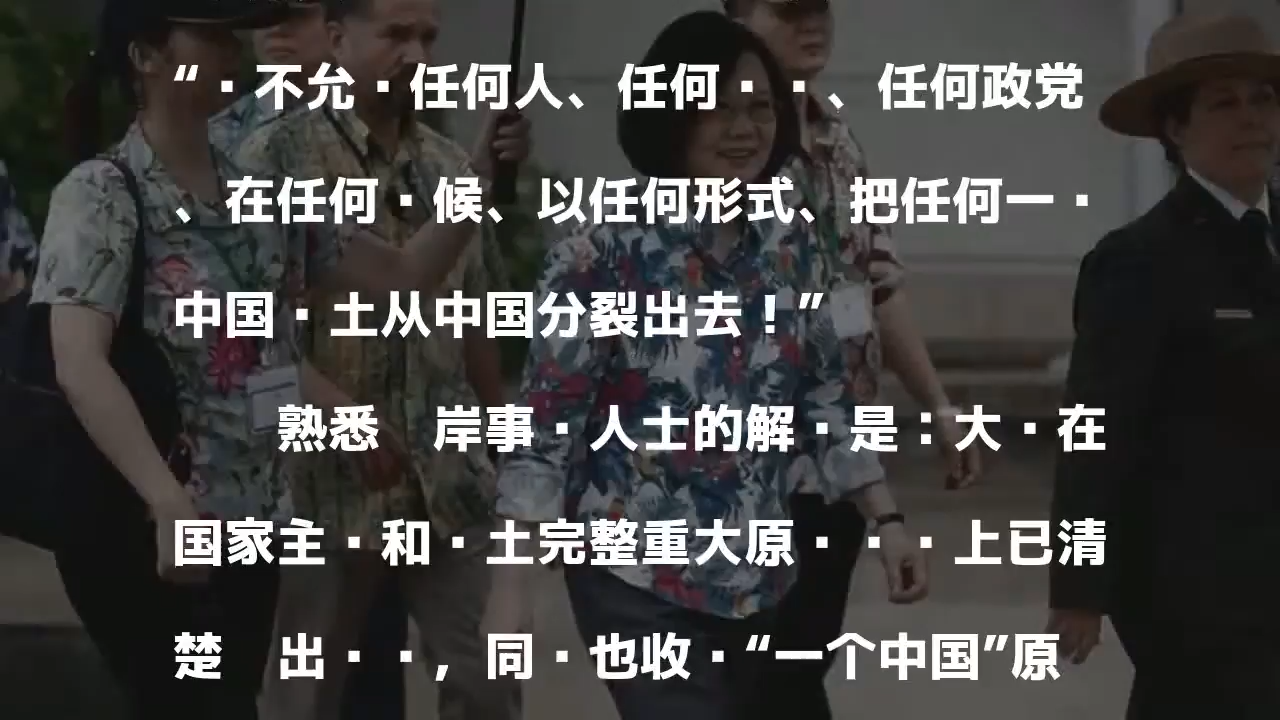 “·不允·任何人、任何··、任何政党
、在任何·候、以任何形式、把任何一·
中国·土从中国分裂出去！”
熟悉 岸事·人士的解·是：大·在
国家主·和·土完整重大原···上已清
楚 出··，同·也收·“一个中国”原